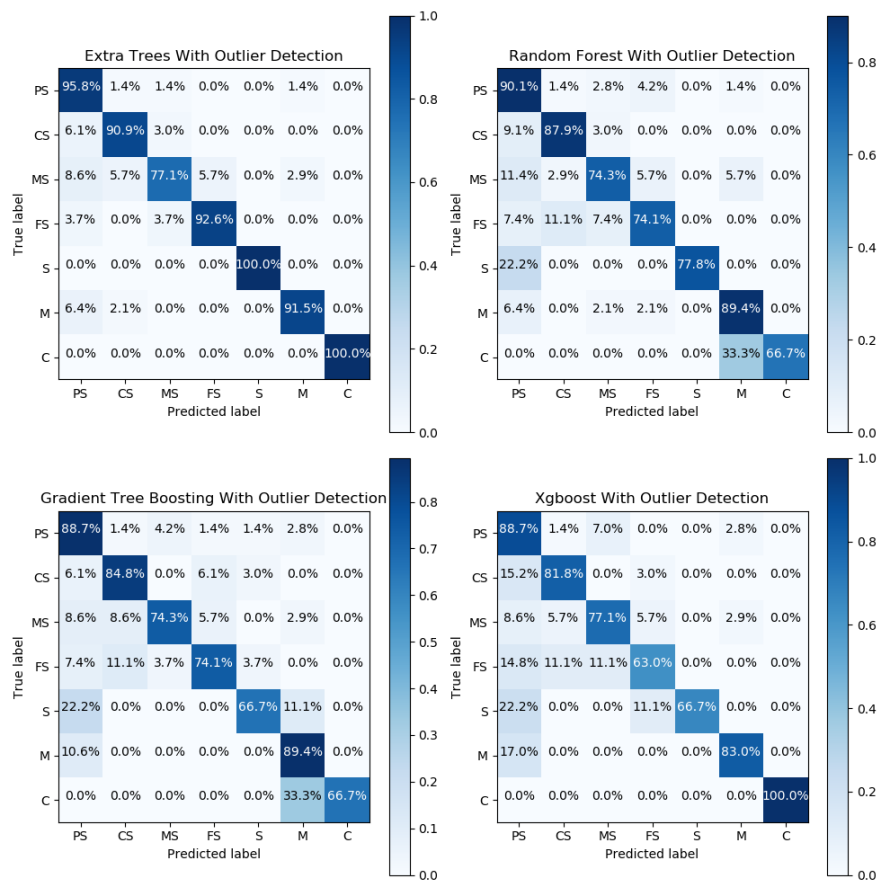 Extra Trees With Outlier Detection
PS 95.8% 1.4% 1.4% 0.0% 0.0% 1.4% 0.0%
CS 6.1% 90.9% 3.0% 0.0% 0.0% 0.0% 0.0%
MS 8.6% 5.7% 77.1% 5.7% 0.0% 2.9% 0.0%
FS 3.7% 0.0% 3.7% 92.6% 0.0% 0.0% 0.0%
S 0.0% 0.0% 0.0% 0.0% 100.0% 0.0% 0.0%
M 6.4% 2.1% 0.0% 0.0% 0.0% 91.5% 0.0%
C 0.0% 0.0% 0.0% 0.0% 0.0% 0.0% 100.0%
PS CS MS FS S M C
Predicted label
True label
1.0
0.8
0.6
0.4
0.2
0.0
Random Forest With Outlier Detection
PS 90.1% 1.4% 2.8% 4.2% 0.0% 1.4% 0.0%
CS 9.1% 87.9% 3.0% 0.0% 0.0% 0.0% 0.0%
MS 11.4% 2.9% 74.3% 5.7% 0.0% 5.7% 0.0%
FS 7.4% 11.1% 7.4% 74.1% 0.0% 0.0% 0.0%
S 22.2% 0.0% 0.0% 0.0% 77.8% 0.0% 0.0%
M 6.4% 0.0% 2.1% 2.1% 0.0% 89.4% 0.0%
C 0.0% 0.0% 0.0% 0.0% 0.0% 33.3% 66.7%
PS CS MS FS S M C
Predicted label
True label
0.8
0.6
0.4
0.2
0.0
Gradient Tree Boosting With Outlier Detection
PS 88.7% 1.4% 4.2% 1.4% 1.4% 2.8% 0.0%
CS 6.1% 84.8% 0.0% 6.1% 3.0% 0.0% 0.0%
MS 8.6% 8.6% 74.3% 5.7% 0.0% 2.9% 0.0%
FS 7.4% 11.1% 3.7% 74.1% 3.7% 0.0% 0.0%
S 22.2% 0.0% 0.0% 0.0% 66.7% 11.1% 0.0%
M 10.6% 0.0% 0.0% 0.0% 0.0% 89.4% 0.0%
C 0.0% 0.0% 0.0% 0.0% 0.0% 33.3% 66.7%
PS CS MS FS S M C
Predicted label
True label
0.8
0.7
0.6
0.5
0.4
0.3
0.2
0.1
0.0
Xgboost With Outlier Detection
PS 88.7% 1.4% 7.0% 0.0% 0.0% 2.8% 0.0%
CS 15.2% 81.8% 0.0% 3.0% 0.0% 0.0% 0.0%
MS 8.6% 5.7% 77.1% 5.7% 0.0% 2.9% 0.0%
FS 14.8% 11.1% 11.1% 63.0% 0.0% 0.0% 0.0%
S 22.2% 0.0% 0.0% 11.1% 66.7% 0.0% 0.0%
M 17.0% 0.0% 0.0% 0.0% 0.0% 83.0% 0.0%
C 0.0% 0.0% 0.0% 0.0% 0.0% 0.0% 100.0%
PS CS MS FS S M C
Predicted label
True label
1.0
0.8
0.6
0.4
0.2
0.0